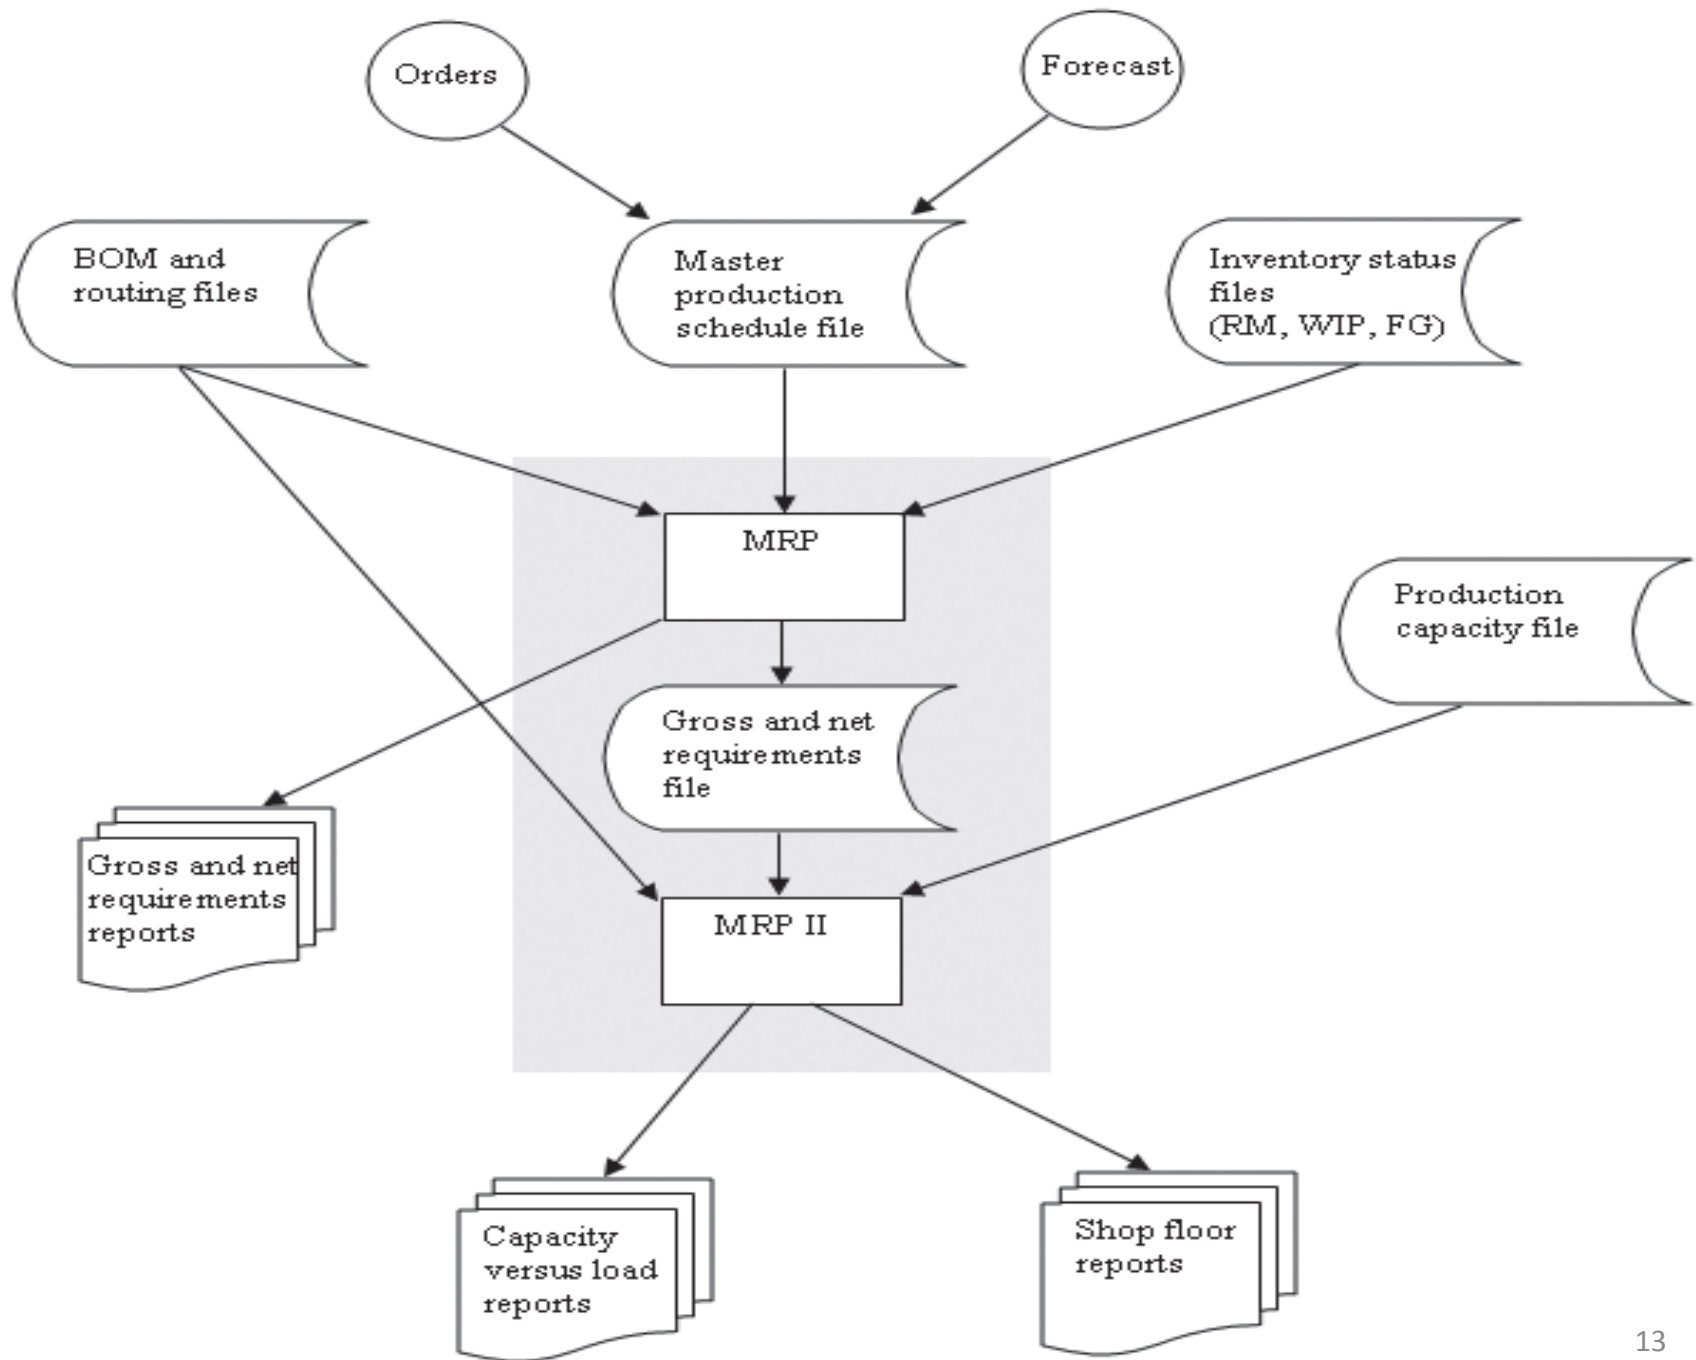 Orders
Forecast
BOM and
routing files
Master
production
schedule file
Inventory status
files
(RM, WIP, FG)
MRP
Production
capacity file
Gross and net
requirements
file
Gross and net
requirements
reports
MRP II
Capacity
versus load
reports
Shop floor
reports
13